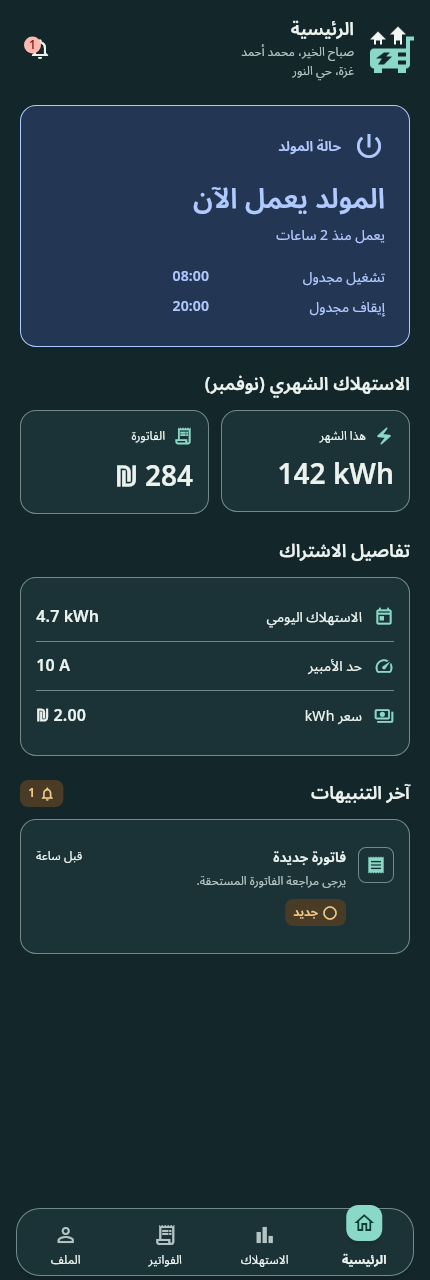 الرئيسية
صباح الخير، محمد أحمد
غزة، حي النور
1
حالة المولد
المولد يعمل الآن
يعمل منذ 2 ساعات
تشغيل مجدول 08:00
إيقاف مجدول 20:00
الاستهلاك الشهري (نوفمبر)
هذا الشهر
142 kWh
الفاتورة
284 ₪
تفاصيل الاشتراك
الاستهلاك اليومي 4.7 kWh
حد الأمبير 10 A
سعر kWh 2.00 ₪
آخر التنبيهات 1
فاتورة جديدة قبل ساعة
يرجى مراجعة الفاتورة المستحقة.
جديد
الرئيسية الاستهلاك الفواتير الملف